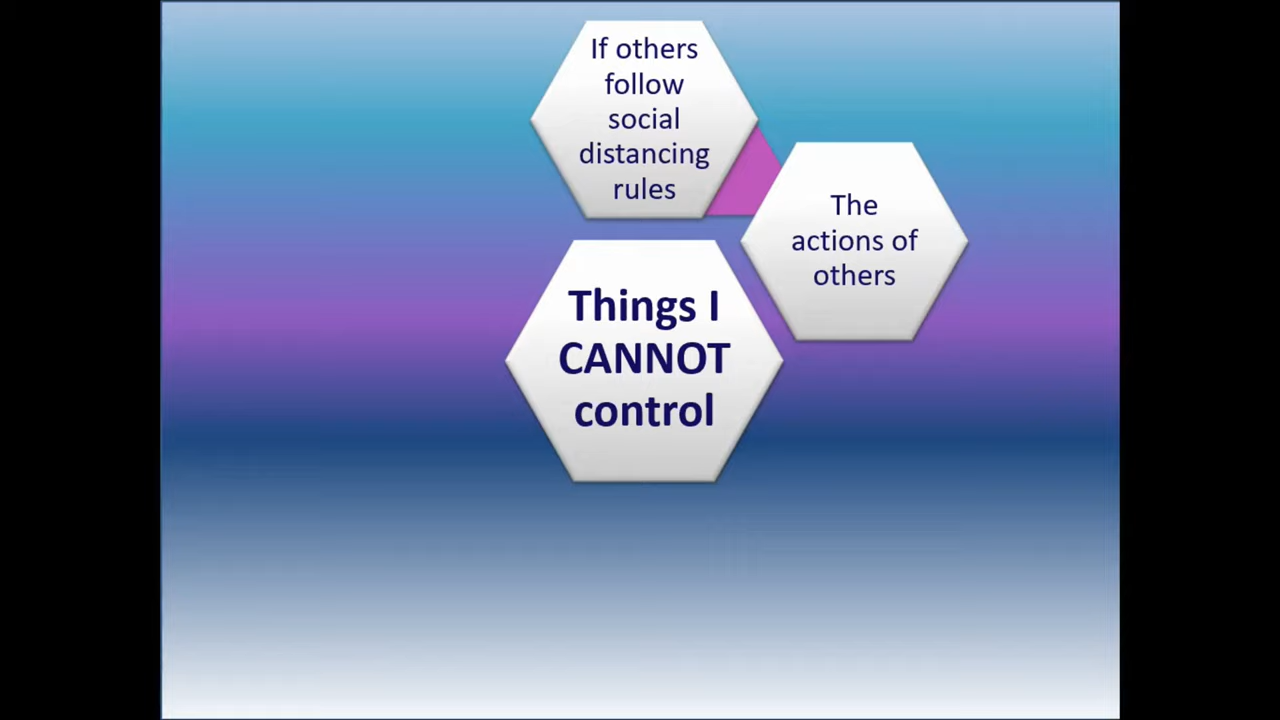 If others
follow
social
distancing
rules
The
actions of
others
Things I
CANNOT
control